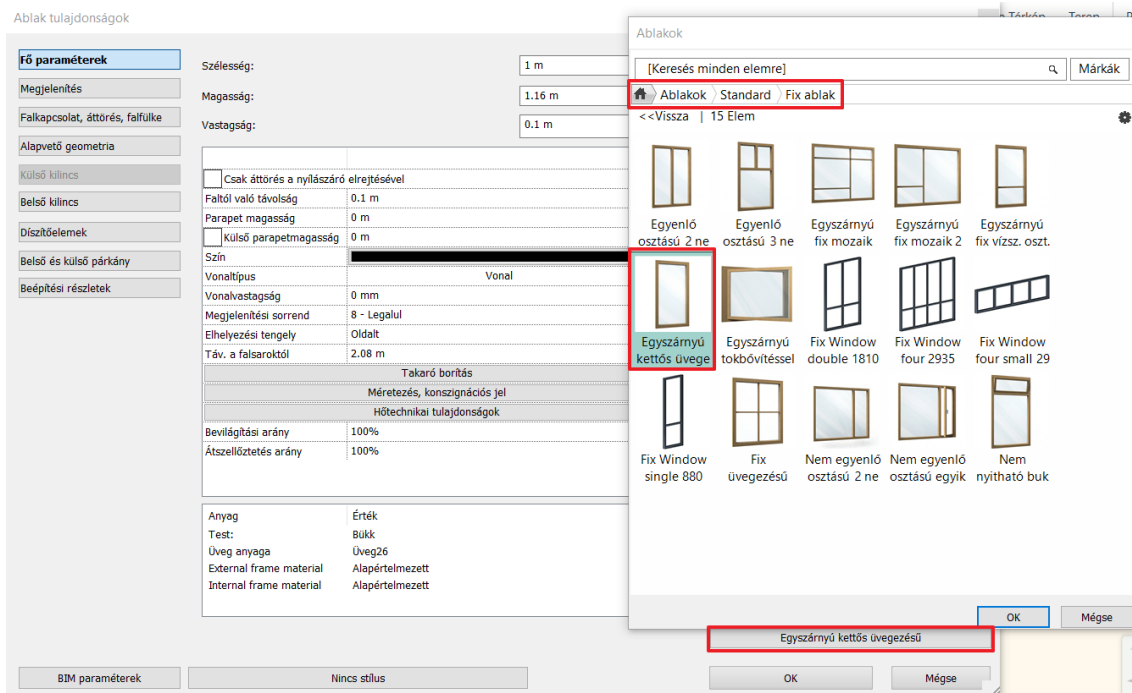 Ablak tulajdonságok
Fő paraméterek
Megjelenítés
Falkapcsolat, áttörés, falfülke
Alapvető geometria
Külső kilincs
Belső kilincs
Díszítőelemek
Belső és külső párkány
Beépítési részletek
BIM paraméterek
Szélesség: 1 m
Magasság: 1.16 m
Vastagság: 0.1 m
Csak áttörés a nyílászáró elrejtésével
Faltól való távolság 0.1 m
Parapet magasság 0 m
Külső parapetmagasság 0 m
Szín
Vonaltípus Vonal
Vonalvastagság 0 mm
Megjelenítési sorrend 8 - Legalul
Elhelyezési tengely Oldalt
Táv. a falsaroktól 2.08 m
Takaró borítás
Méretezés, konszignációs jel
Hőtechnikai tulajdonságok
Bevilágítási arány 100%
Átszellőztetés arány 100%
Anyag Érték
Test: Bükk
Üveg anyaga Üveg26
External frame material Alapértelmezett
Internal frame material Alapértelmezett
Egyszárnyú kettős üvegezésű
Nincs stílus
OK Mégse
Térkép Teren
Ablakok
[Keresés minden elemre] Márkák
Ablakok Standard Fix ablak
<<Vissza | 15 Elem
Egyenlő
osztású 2 ne
Egyenlő
osztású 3 ne
Egyszárnyú
fix mozaik
Egyszárnyú
fix mozaik 2
Egyszárnyú
fix vízsz. oszt.
Egyszárnyú
kettős üvege
Egyszárnyú
tokbővítéssel
Fix Window
double 1810
Fix Window
four 2935
Fix Window
four small 29
Fix Window
single 880
Fix
üvegezésű
Nem egyenlő
osztású 2 ne
Nem egyenlő
osztású egyik
Nem
nyitható buk
OK Mégse